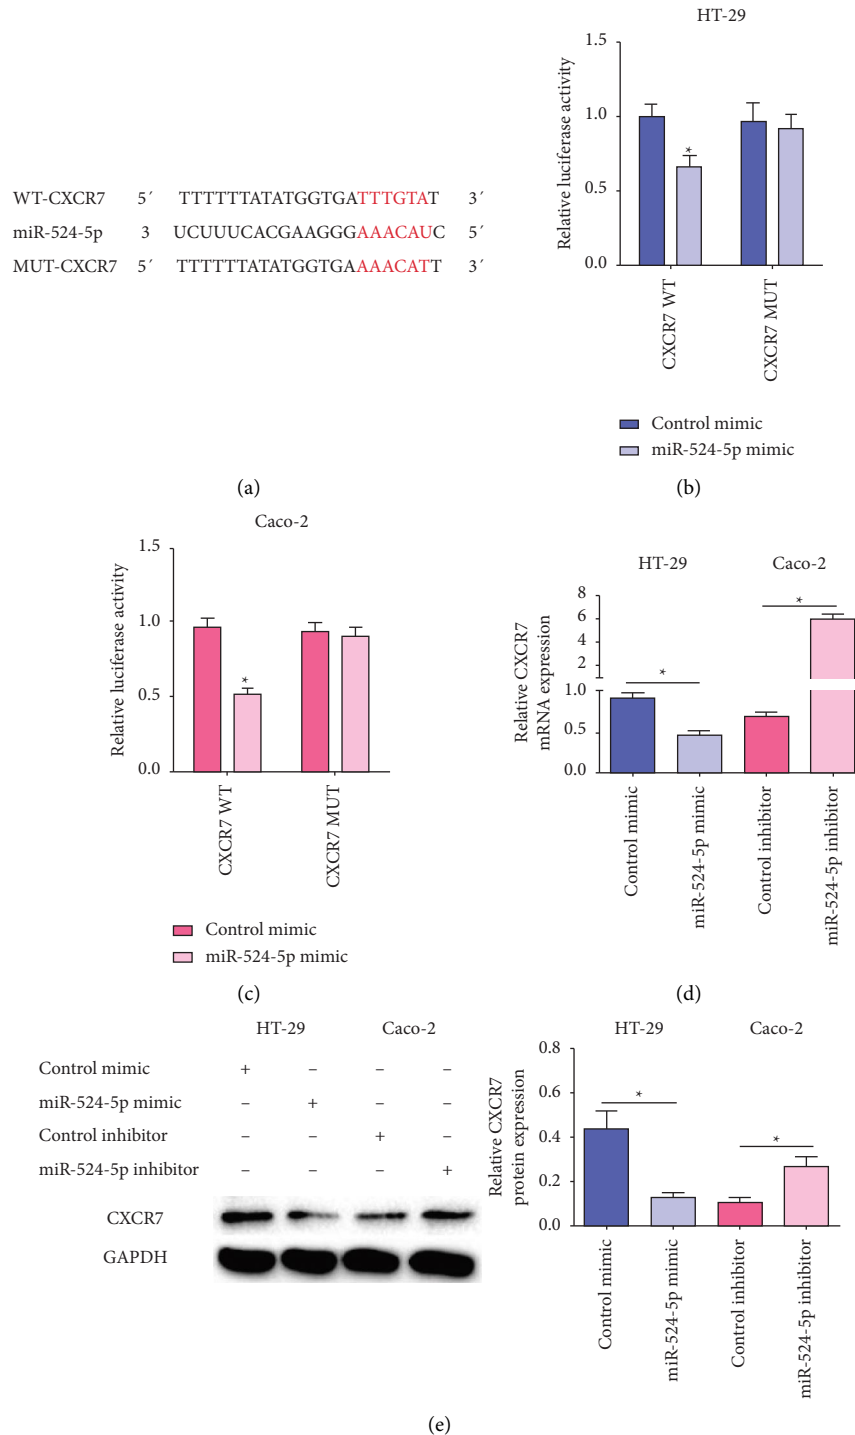 WT-CXCR7 5´ TTTTTTATATGGTGATTTGTAT 3´
miR-524-5p 3 UCUUUCACGAAGGGAAACAUC 5´
MUT-CXCR7 5´ TTTTTTATATGGTGAAAACATT 3´
(a)
HT-29
Relative luciferase activity
1.5
1.0
0.5
0.0
*
CXCR7 WT
CXCR7 MUT
Control mimic
miR-524-5p mimic
(b)
Caco-2
Relative luciferase activity
1.5
1.0
0.5
0.0
*
CXCR7 WT
CXCR7 MUT
Control mimic
miR-524-5p mimic
(c)
HT-29 Caco-2
Relative CXCR7
mRNA expression
8
6
4
2
1.0
0.5
0.0
* *
Control mimic
miR-524-5p mimic
Control inhibitor
miR-524-5p inhibitor
(d)
HT-29 Caco-2
Control mimic + – – –
miR-524-5p mimic – + – –
Control inhibitor – – + –
miR-524-5p inhibitor – – – +
CXCR7
GAPDH
HT-29 Caco-2
Relative CXCR7
protein expression
0.8
0.6
0.4
0.2
0.0
* *
Control mimic
miR-524-5p mimic
Control inhibitor
miR-524-5p inhibitor
(e)